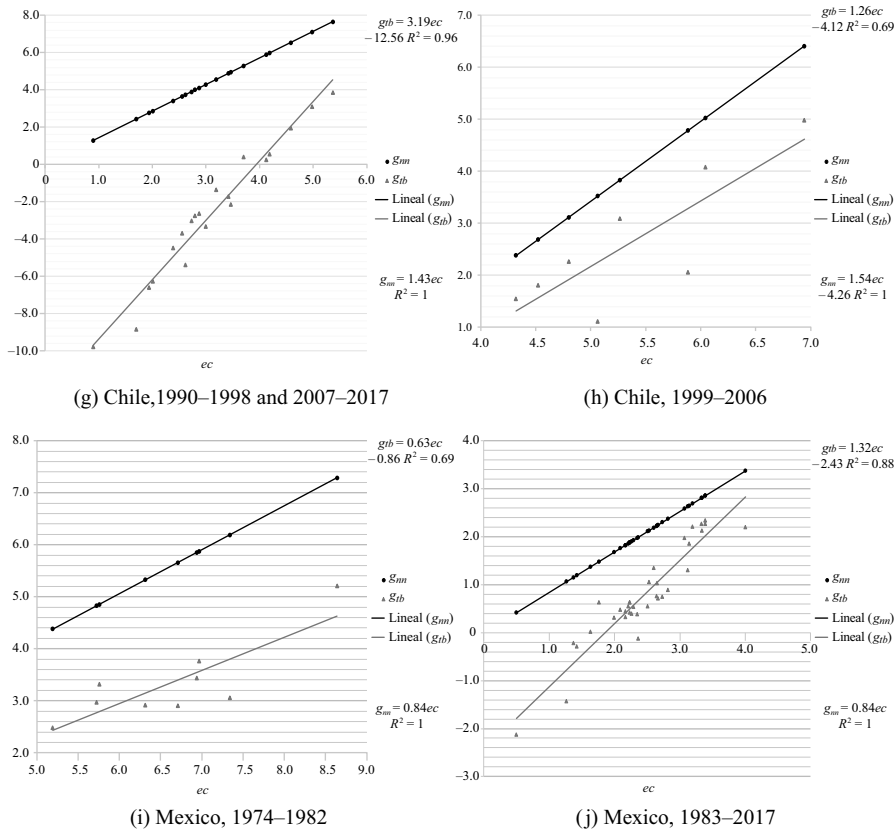 8.0
6.0
4.0
2.0
0
−2.0
−4.0
−6.0
−8.0
−10.0
0 1.0 2.0 3.0 4.0 5.0 6.0
ec
gtb = 3.19ec
−12.56 R² = 0.96
gnn
gtb
Lineal (gnn)
Lineal (gtb)
gnn = 1.43ec
R² = 1
(g) Chile,1990–1998 and 2007–2017
7.0
6.0
5.0
4.0
3.0
2.0
1.0
4.0 4.5 5.0 5.5 6.0 6.5 7.0
ec
gtb = 1.26ec
−4.12 R² = 0.69
gnn
gtb
Lineal (gnn)
Lineal (gtb)
gnn = 1.54ec
−4.26 R² = 1
(h) Chile, 1999–2006
8.0
7.0
6.0
5.0
4.0
3.0
2.0
5.0 5.5 6.0 6.5 7.0 7.5 8.0 8.5 9.0
ec
gtb = 0.63ec
−0.86 R² = 0.69
gnn
gtb
Lineal (gnn)
Lineal (gtb)
gnn = 0.84ec
R² = 1
(i) Mexico, 1974–1982
4.0
3.0
2.0
1.0
0
−1.0
−2.0
−3.0
0 1.0 2.0 3.0 4.0 5.0
ec
gtb = 1.32ec
−2.43 R² = 0.88
gnn
gtb
Lineal (gnn)
Lineal (gtb)
gnn = 0.84ec
R² = 1
(j) Mexico, 1983–2017